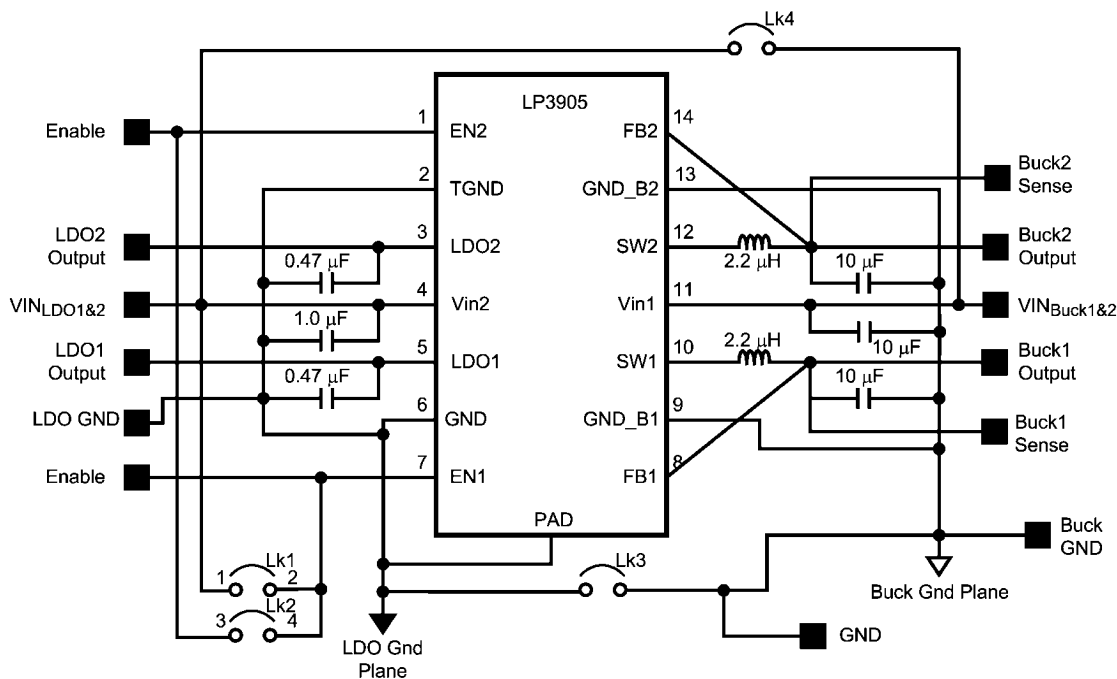 Lk4
LP3905
Enable
1
EN2
FB2
14
2
TGND
GND_B2
13
Buck2
Sense
LDO2
Output
3
LDO2
SW2
12
2.2 μH
Buck2
Output
0.47 μF
10 μF
VINLDO1&2
4
Vin2
Vin1
11
VINBuck1&2
1.0 μF
10 μF
LDO1
Output
5
LDO1
SW1
10
2.2 μH
Buck1
Output
0.47 μF
10 μF
LDO GND
6
GND
GND_B1
9
Buck1
Sense
Enable
7
EN1
FB1
8
PAD
Buck
GND
Lk1
1
2
Lk3
Buck Gnd Plane
Lk2
3
4
GND
LDO Gnd
Plane